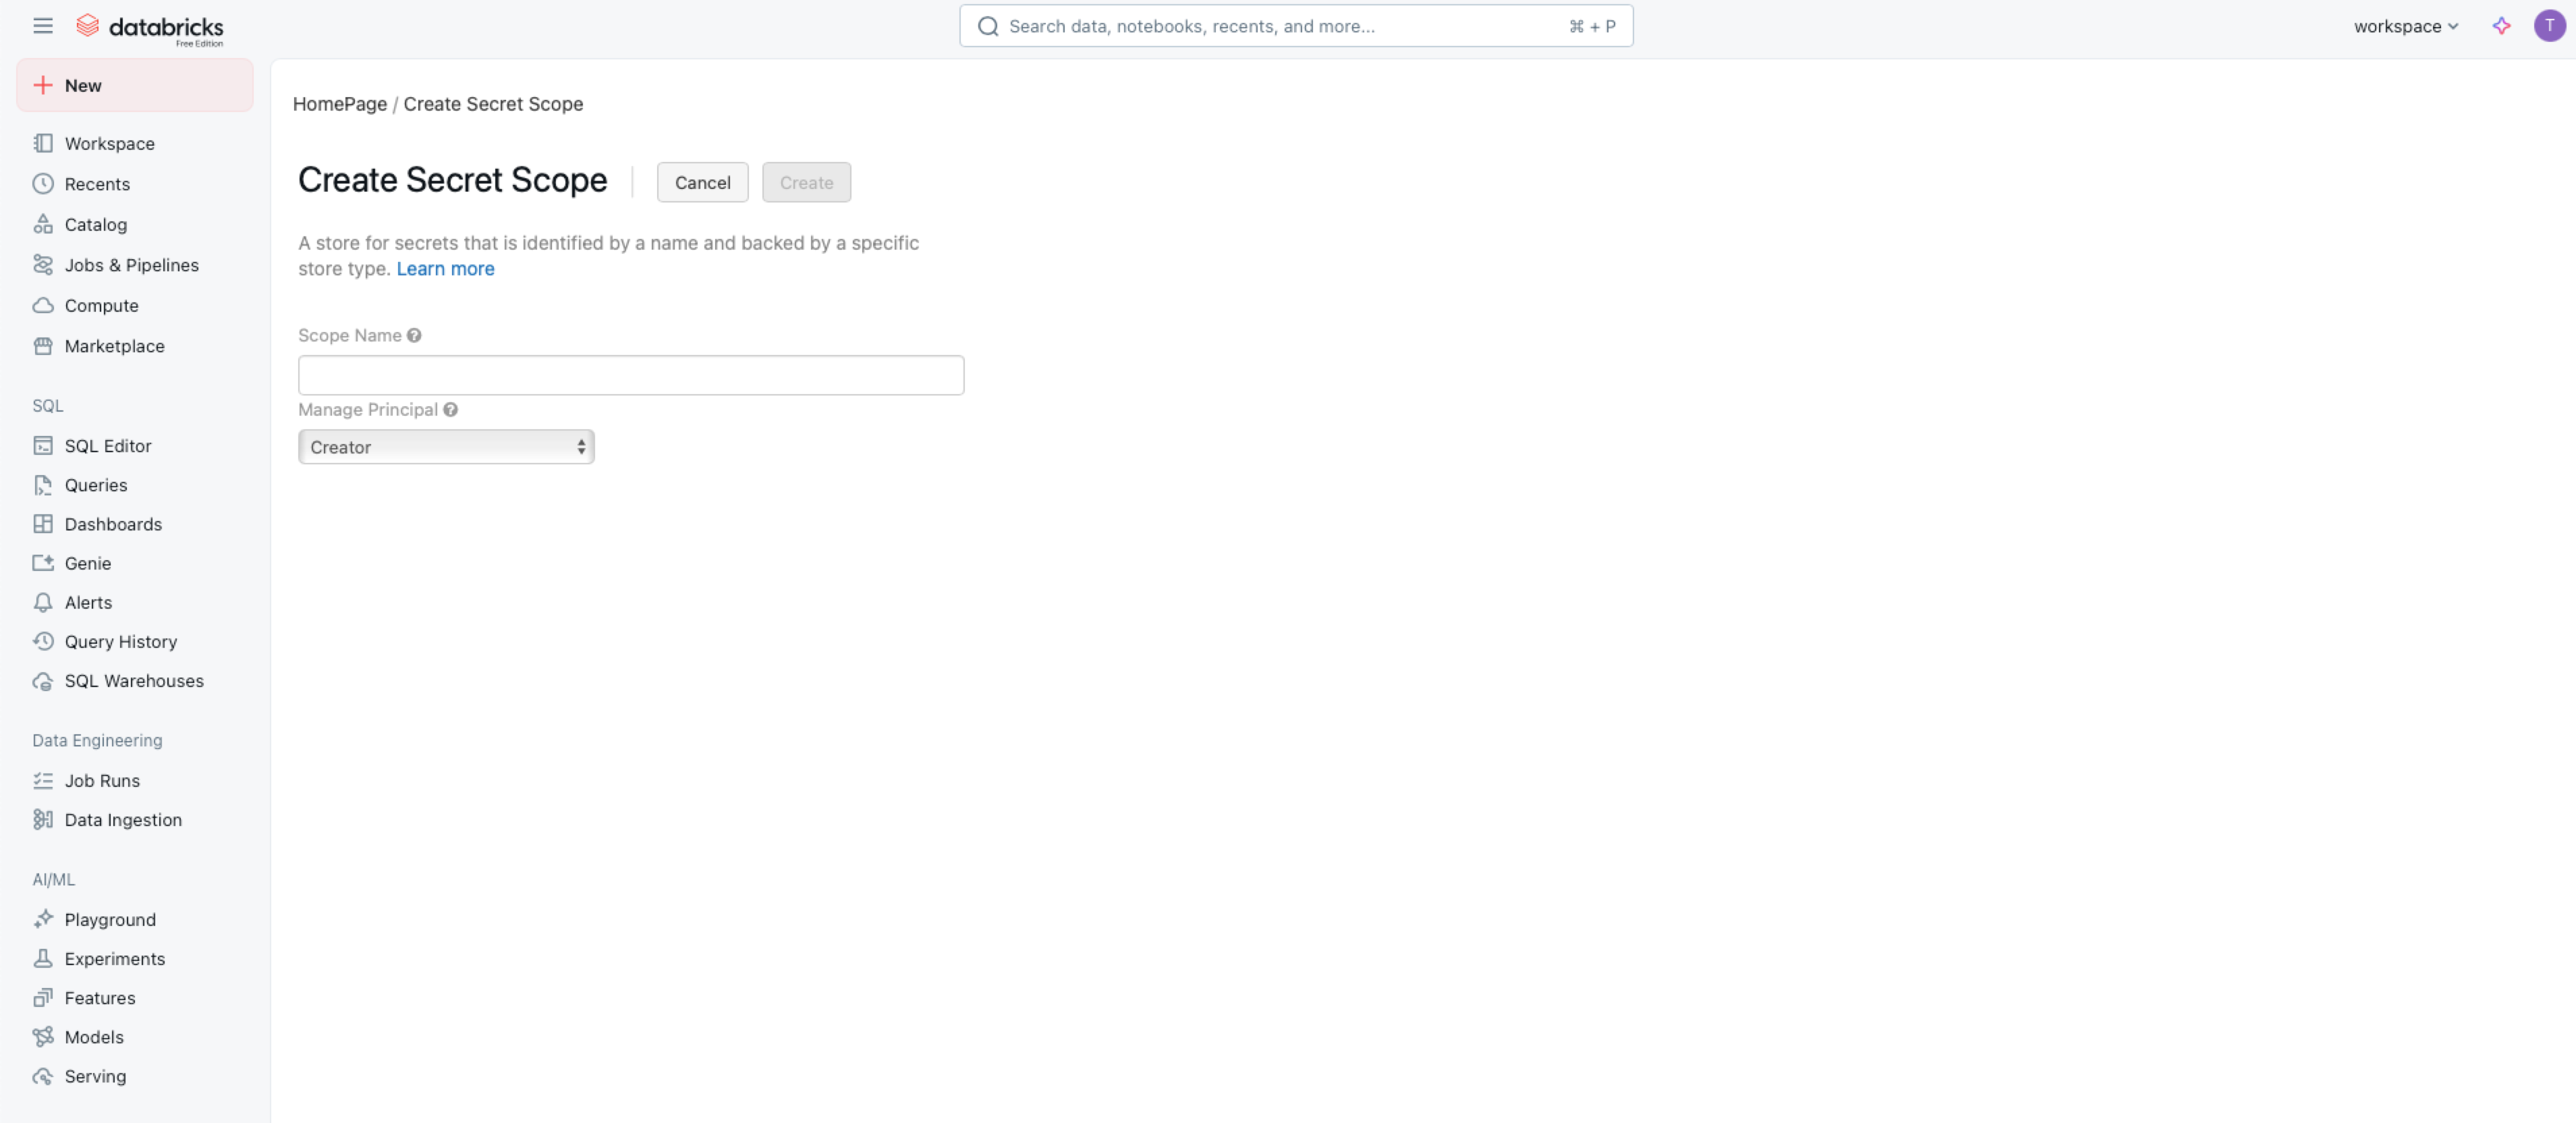 databricks
Free Edition
Search data, notebooks, recents, and more...
⌘ + P
workspace
T
New
Workspace
Recents
Catalog
Jobs & Pipelines
Compute
Marketplace
SQL
SQL Editor
Queries
Dashboards
Genie
Alerts
Query History
SQL Warehouses
Data Engineering
Job Runs
Data Ingestion
AI/ML
Playground
Experiments
Features
Models
Serving
HomePage / Create Secret Scope
Create Secret Scope
Cancel
Create
A store for secrets that is identified by a name and backed by a specific
store type. Learn more
Scope Name
Manage Principal
Creator